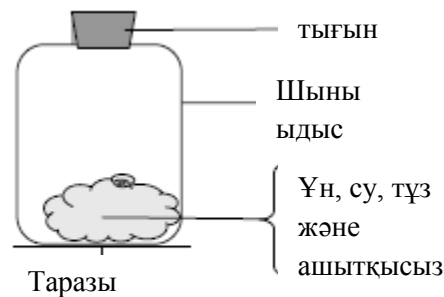 тығын
Шыны
ыдыс
Ұн, су, тұз
және
ашытқысыз
Таразы